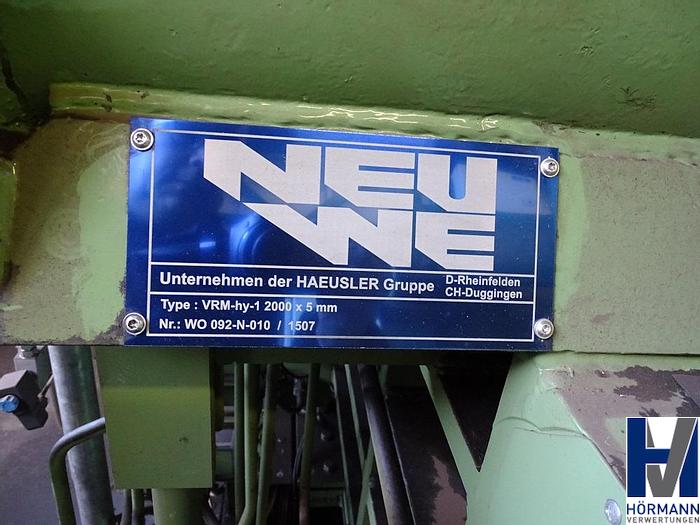 NEU
WE
Unternehmen der HAEUSLER Gruppe D-Rheinfelden
CH-Duggingen
Type : VRM-hy-1 2000 x 5 mm
Nr.: WO 092-N-010 / 1507
HV
HÖRMANN
VERWERTUNGEN